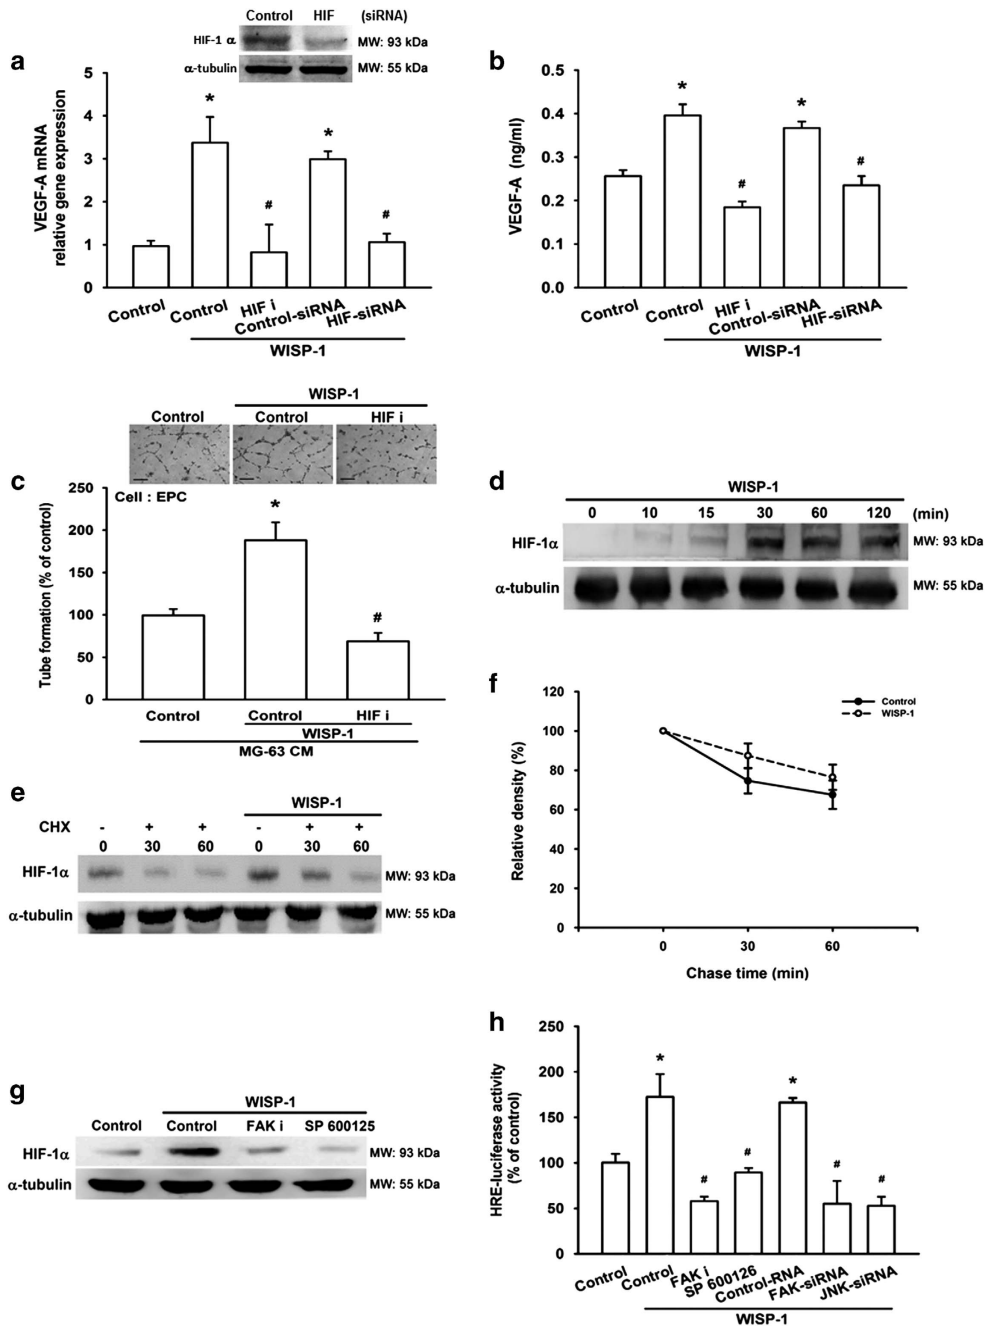 Control HIF (siRNA)
HIF-1 α MW: 93 kDa
α-tubulin MW: 55 kDa
a
VEGF-A mRNA
relative gene expression
5
4
3
2
1
0
*
#
*
#
Control
Control
HIF i
Control-siRNA
HIF-siRNA
WISP-1
b
VEGF-A (ng/ml)
0.5
0.4
0.3
0.2
0.1
0.0
*
#
*
#
Control
Control
HIF i
Control-siRNA
HIF-siRNA
WISP-1
WISP-1
Control Control HIF i
c
Cell : EPC
Tube formation (% of control)
250
200
150
100
50
0
*
#
Control Control HIF i
WISP-1
MG-63 CM
d
WISP-1
0 10 15 30 60 120 (min)
HIF-1α MW: 93 kDa
α-tubulin MW: 55 kDa
e
WISP-1
CHX - + + - + +
0 30 60 0 30 60
HIF-1α MW: 93 kDa
α-tubulin MW: 55 kDa
f
Relative density (%)
120
100
80
60
40
20
0
Control
WISP-1
0 30 60
Chase time (min)
g
WISP-1
Control Control FAK i SP 600125
HIF-1α MW: 93 kDa
α-tubulin MW: 55 kDa
h
HRE-luciferase activity
(% of control)
250
200
150
100
50
0
*
#
#
*
#
#
Control
Control
FAK i
SP 600126
Control-RNA
FAK-siRNA
JNK-siRNA
WISP-1